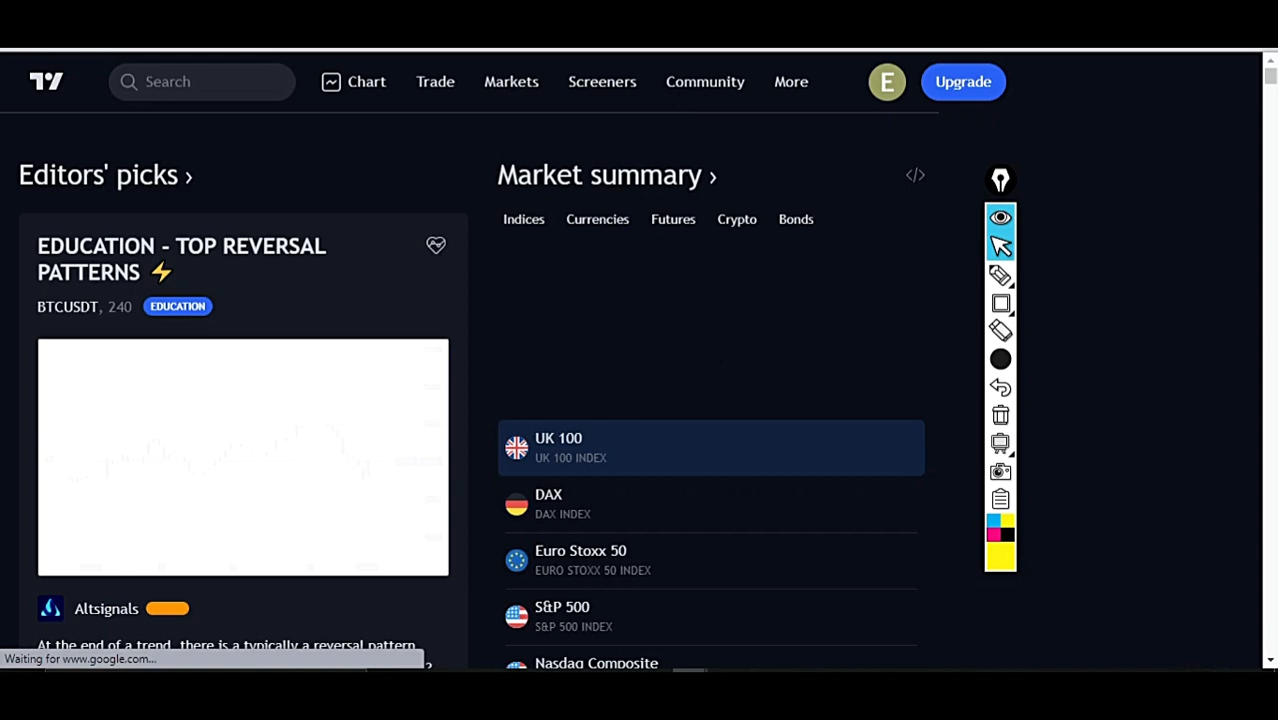 Search
Chart
Trade
Markets
Screeners
Community
More
E
Upgrade
Editors' picks ›
EDUCATION - TOP REVERSAL
PATTERNS ⚡
BTCUSDT, 240
EDUCATION
Altsignals
At the end of a trend, there is a typically a reversal pattern
Waiting for www.google.com...
Market summary ›
</>
Indices
Currencies
Futures
Crypto
Bonds
UK 100
UK 100 INDEX
DAX
DAX INDEX
Euro Stoxx 50
EURO STOXX 50 INDEX
S&P 500
S&P 500 INDEX
Nasdaq Composite